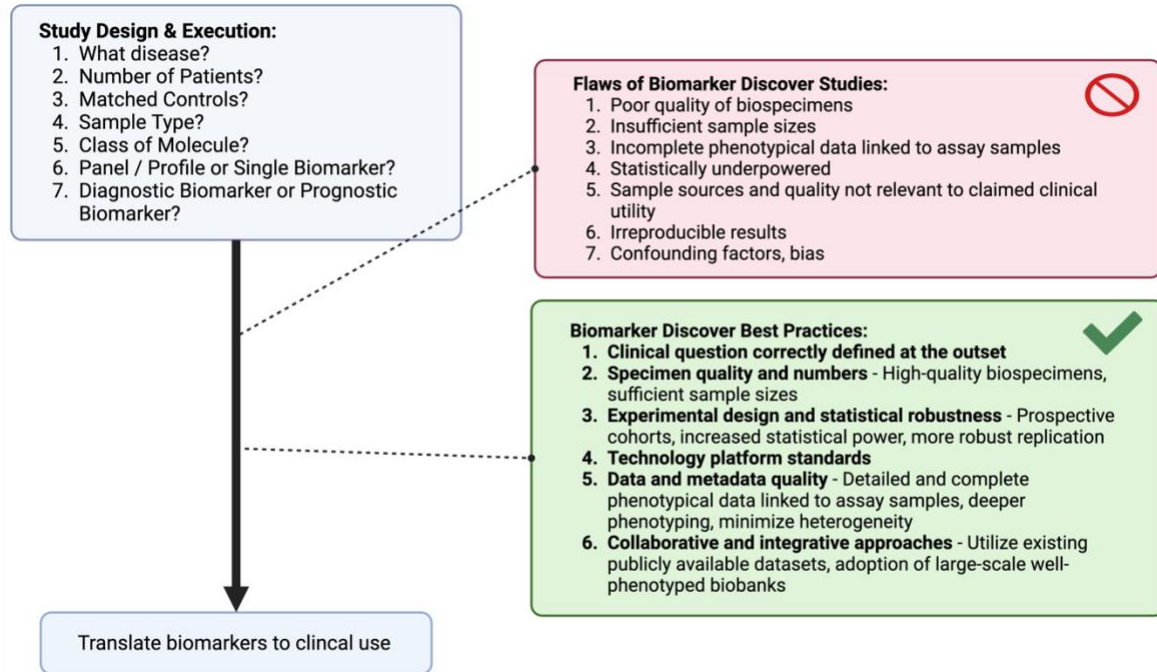 Study Design & Execution:
1. What disease?
2. Number of Patients?
3. Matched Controls?
4. Sample Type?
5. Class of Molecule?
6. Panel / Profile or Single Biomarker?
7. Diagnostic Biomarker or Prognostic
Biomarker?
Flaws of Biomarker Discover Studies:
1. Poor quality of biospecimens
2. Insufficient sample sizes
3. Incomplete phenotypical data linked to assay samples
4. Statistically underpowered
5. Sample sources and quality not relevant to claimed clinical
utility
6. Irreproducible results
7. Confounding factors, bias
Biomarker Discover Best Practices:
1. Clinical question correctly defined at the outset
2. Specimen quality and numbers - High-quality biospecimens,
sufficient sample sizes
3. Experimental design and statistical robustness - Prospective
cohorts, increased statistical power, more robust replication
4. Technology platform standards
5. Data and metadata quality - Detailed and complete
phenotypical data linked to assay samples, deeper
phenotyping, minimize heterogeneity
6. Collaborative and integrative approaches - Utilize existing
publicly available datasets, adoption of large-scale well-
phenotyped biobanks
Translate biomarkers to clincal use